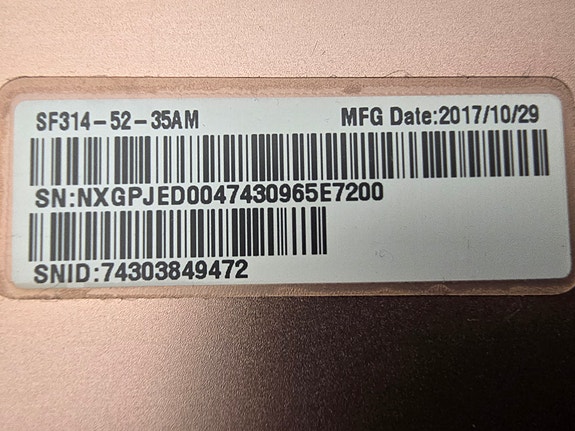 SF314-52-35AM MFG Date:2017/10/29
SN:NXGPJED0047430965E7200
SNID:74303849472